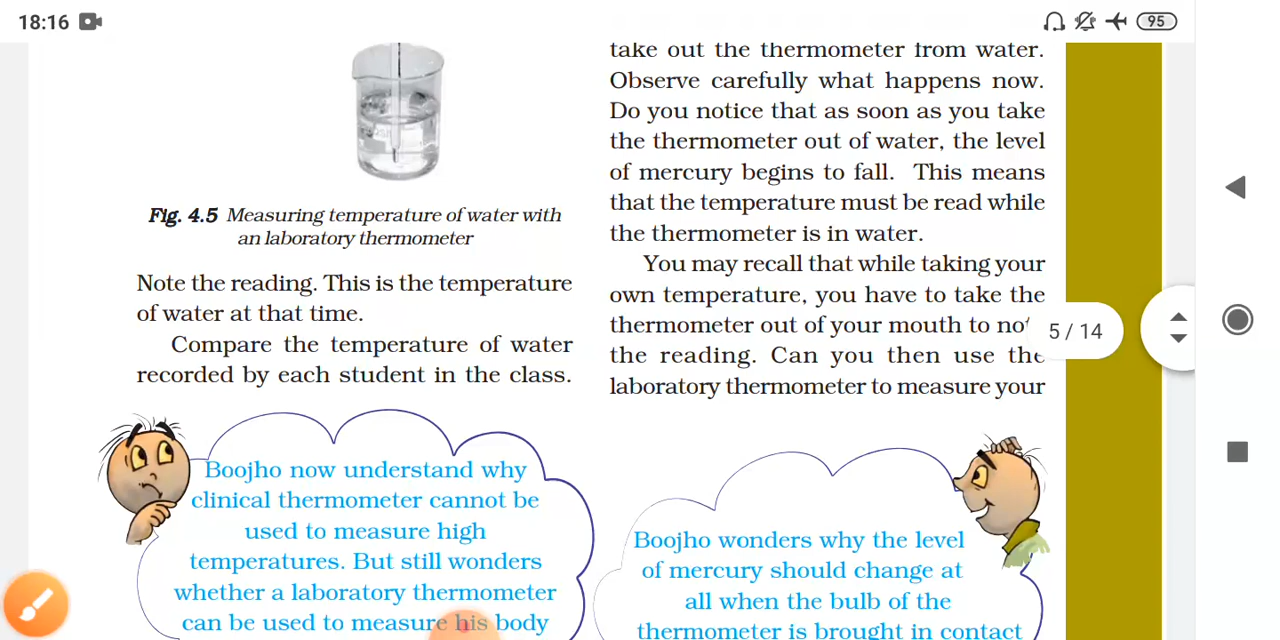 18:16
95
Fig. 4.5 Measuring temperature of water with
an laboratory thermometer
Note the reading. This is the temperature
of water at that time.
Compare the temperature of water
recorded by each student in the class.
Boojho now understand why
clinical thermometer cannot be
used to measure high
temperatures. But still wonders
whether a laboratory thermometer
can be used to measure his body
take out the thermometer from water.
Observe carefully what happens now.
Do you notice that as soon as you take
the thermometer out of water, the level
of mercury begins to fall. This means
that the temperature must be read while
the thermometer is in water.
You may recall that while taking your
own temperature, you have to take the
thermometer out of your mouth to not
the reading. Can you then use the
laboratory thermometer to measure your
5 / 14
Boojho wonders why the level
of mercury should change at
all when the bulb of the
thermometer is brought in contact